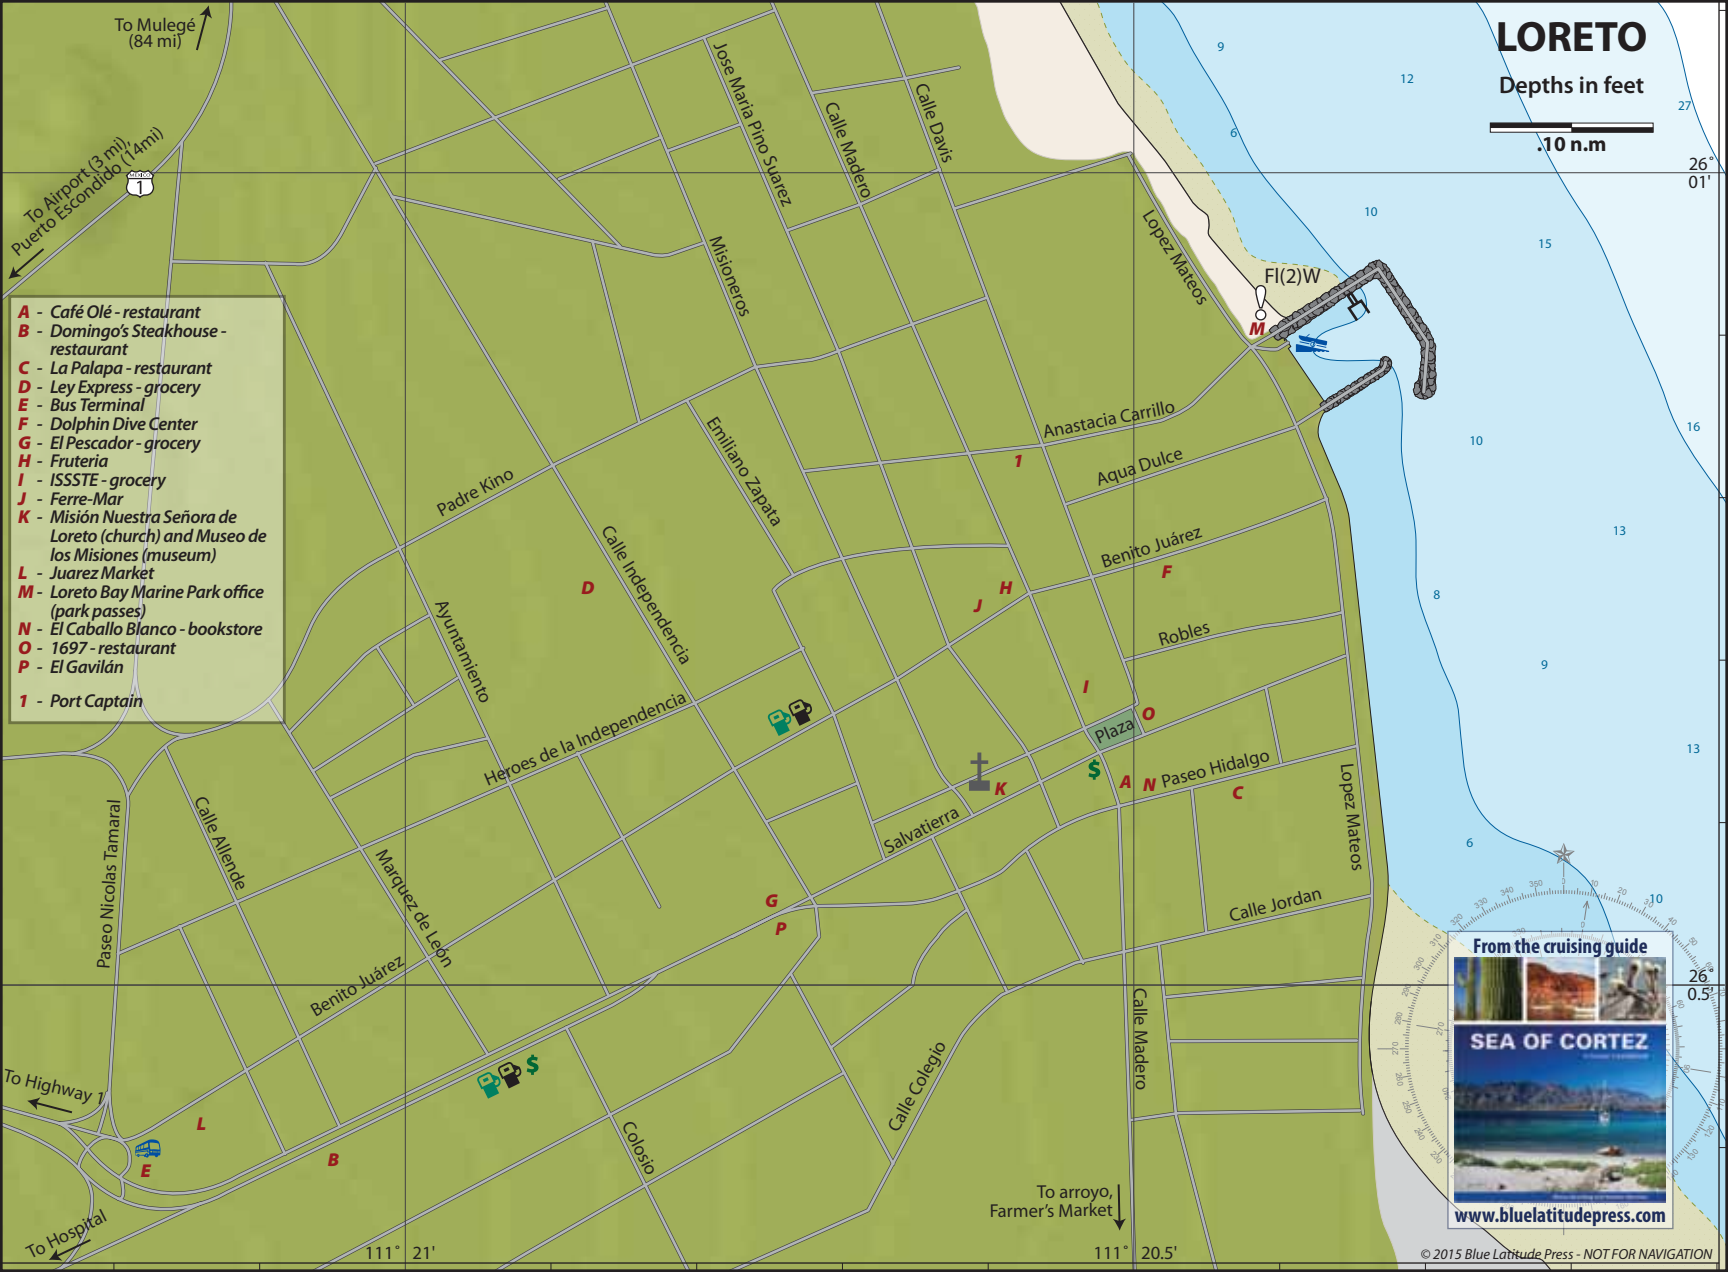 To Mulegé
(84 mi)
To Airport (3 mi),
Puerto Escondido (14mi)
MEXICO
1
LORETO
Depths in feet
.10 n.m
26°
01'
9
12
27
6
10
15
16
10
13
8
9
13
6
10
Jose Maria Pino Suarez
Calle Madero
Calle Davis
Misioneros
Lopez Mateos
Fl(2)W
M
A - Café Olé - restaurant
B - Domingo's Steakhouse -
restaurant
C - La Palapa - restaurant
D - Ley Express - grocery
E - Bus Terminal
F - Dolphin Dive Center
G - El Pescador - grocery
H - Fruteria
I - ISSSTE - grocery
J - Ferre-Mar
K - Misión Nuestra Señora de
Loreto (church) and Museo de
los Misiones (museum)
L - Juarez Market
M - Loreto Bay Marine Park office
(park passes)
N - El Caballo Blanco - bookstore
O - 1697 - restaurant
P - El Gavilán
1 - Port Captain
Anastacia Carrillo
1
Aqua Dulce
Emiliano Zapata
Padre Kino
Calle Independencia
Benito Juárez
F
D
H
J
Ayuntamiento
Robles
I
O
Plaza
Heroes de la Independencia
$
A
N
Paseo Hidalgo
C
K
Lopez Mateos
Salvatierra
Paseo Nicolas Tamaral
Calle Allende
Marquez de León
G
P
Calle Jordan
Benito Juárez
Calle Madero
Calle Colegio
To Highway 1
$
L
E
B
Colosio
To Hospital
To arroyo,
Farmer's Market
111° 21'
111° 20.5'
26°
0.5'
From the cruising guide
SEA OF CORTEZ
www.bluelatitudepress.com
© 2015 Blue Latitude Press - NOT FOR NAVIGATION